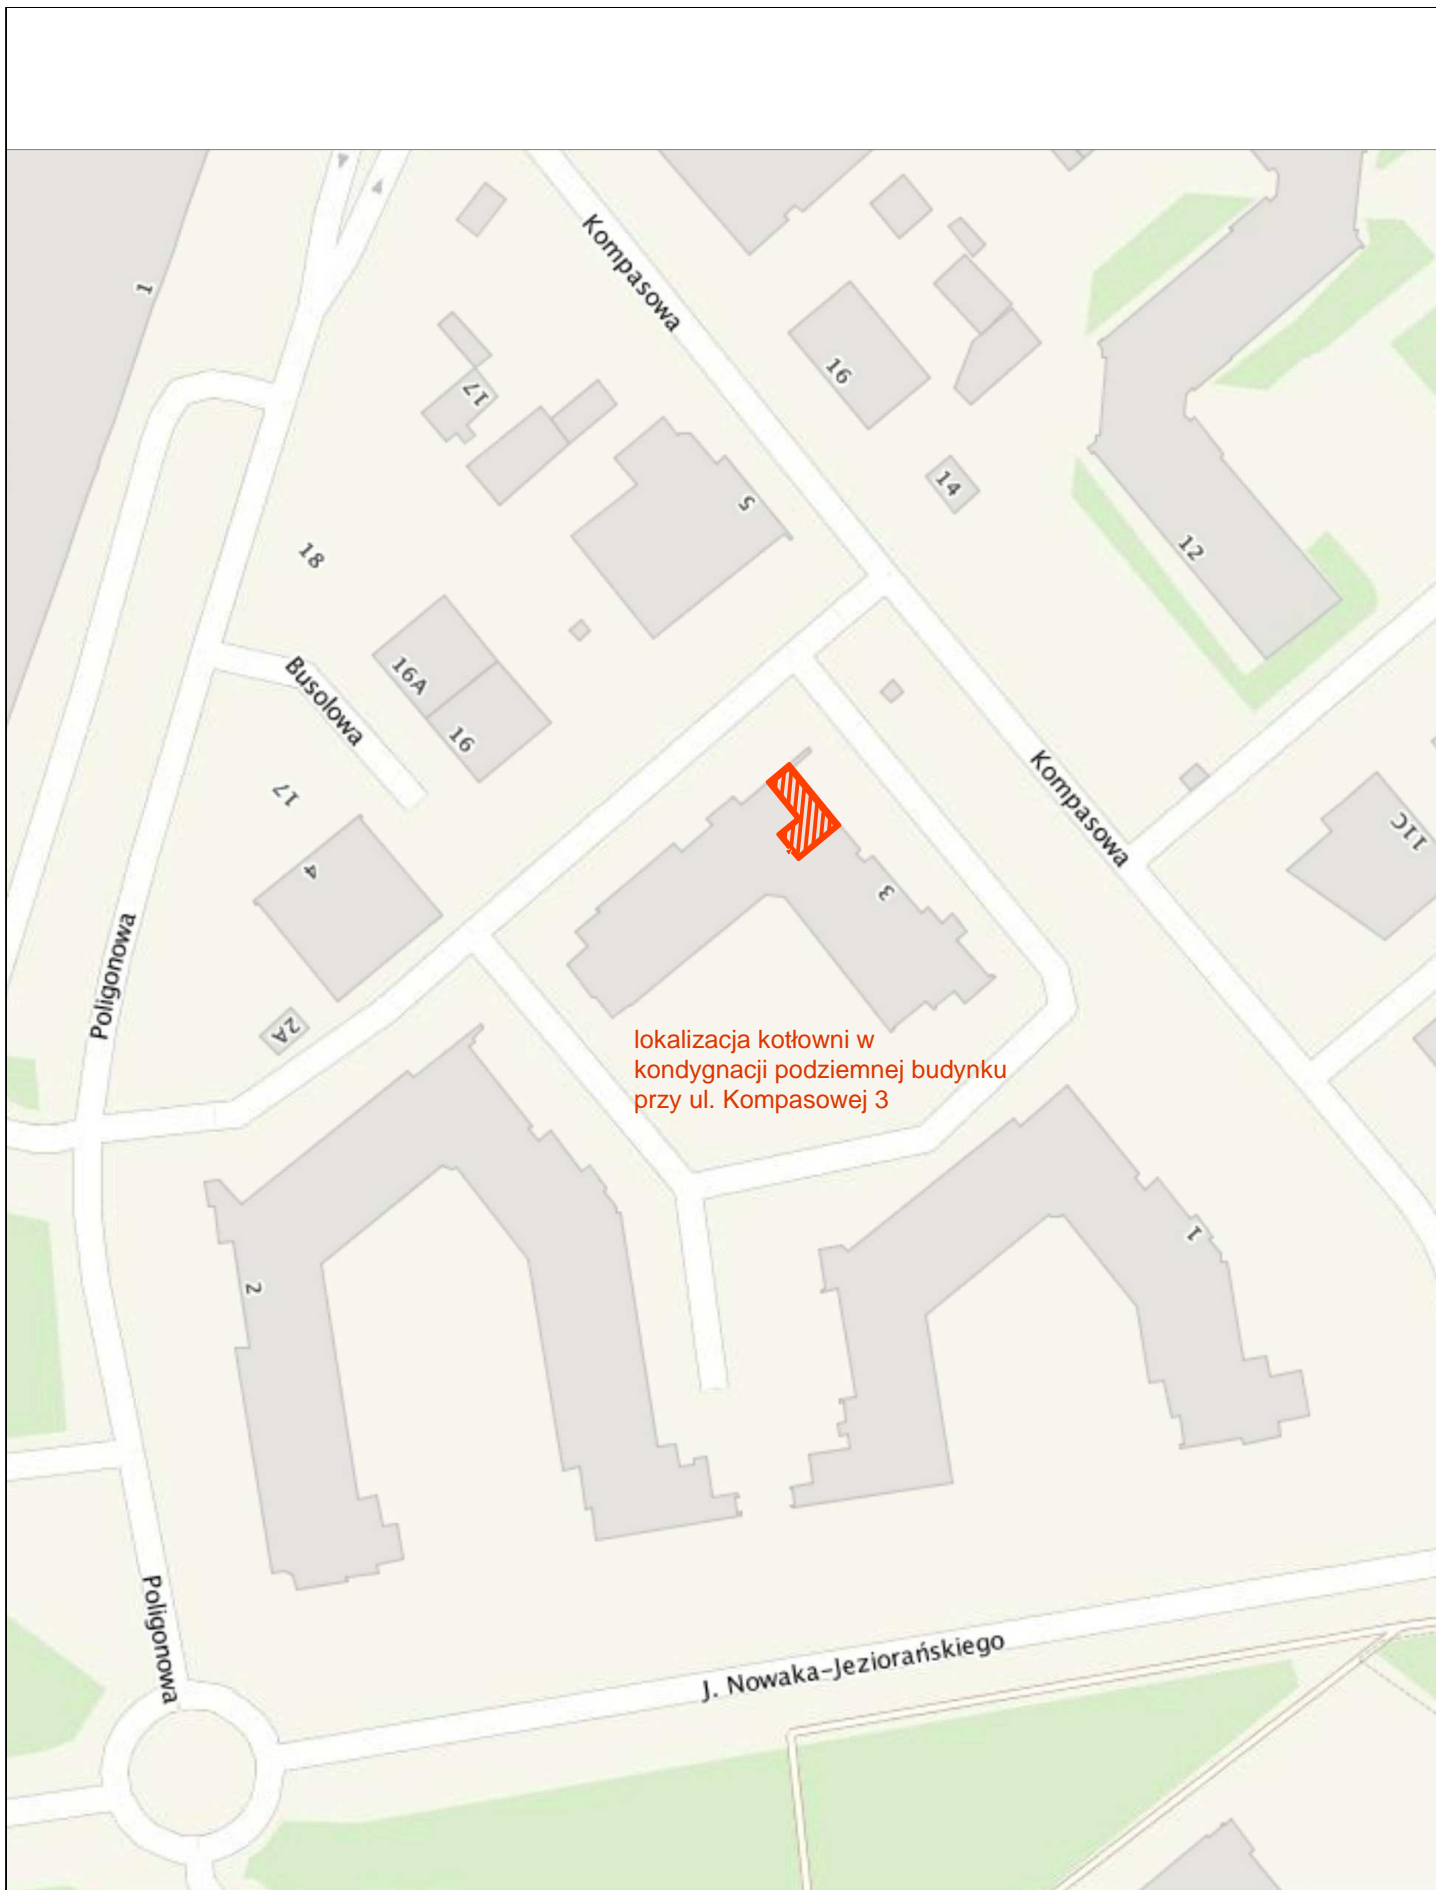 1
Kompasowa
16
17
5
14
12
18
16A
16
Busolowa
17
4
Kompasowa
11C
3
Poligonowa
2A
lokalizacja kotłowni w
kondygnacji podziemnej budynku
przy ul. Kompasowej 3
1
2
Poligonowa
J. Nowaka-Jeziorańskiego